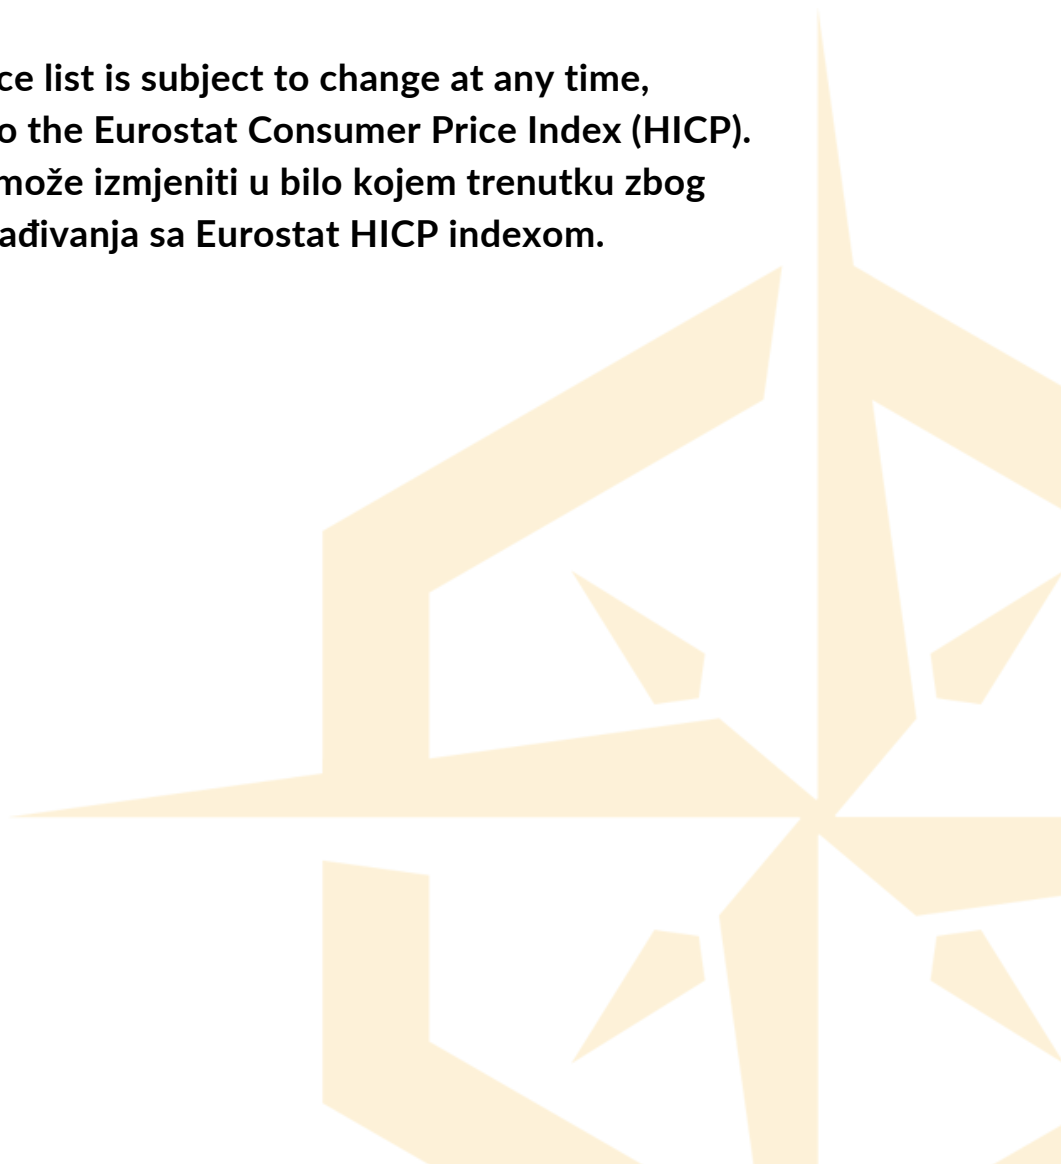 ce list is subject to change at any time,
o the Eurostat Consumer Price Index (HICP).
može izmjeniti u bilo kojem trenutku zbog
ađivanja sa Eurostat HICP indexom.